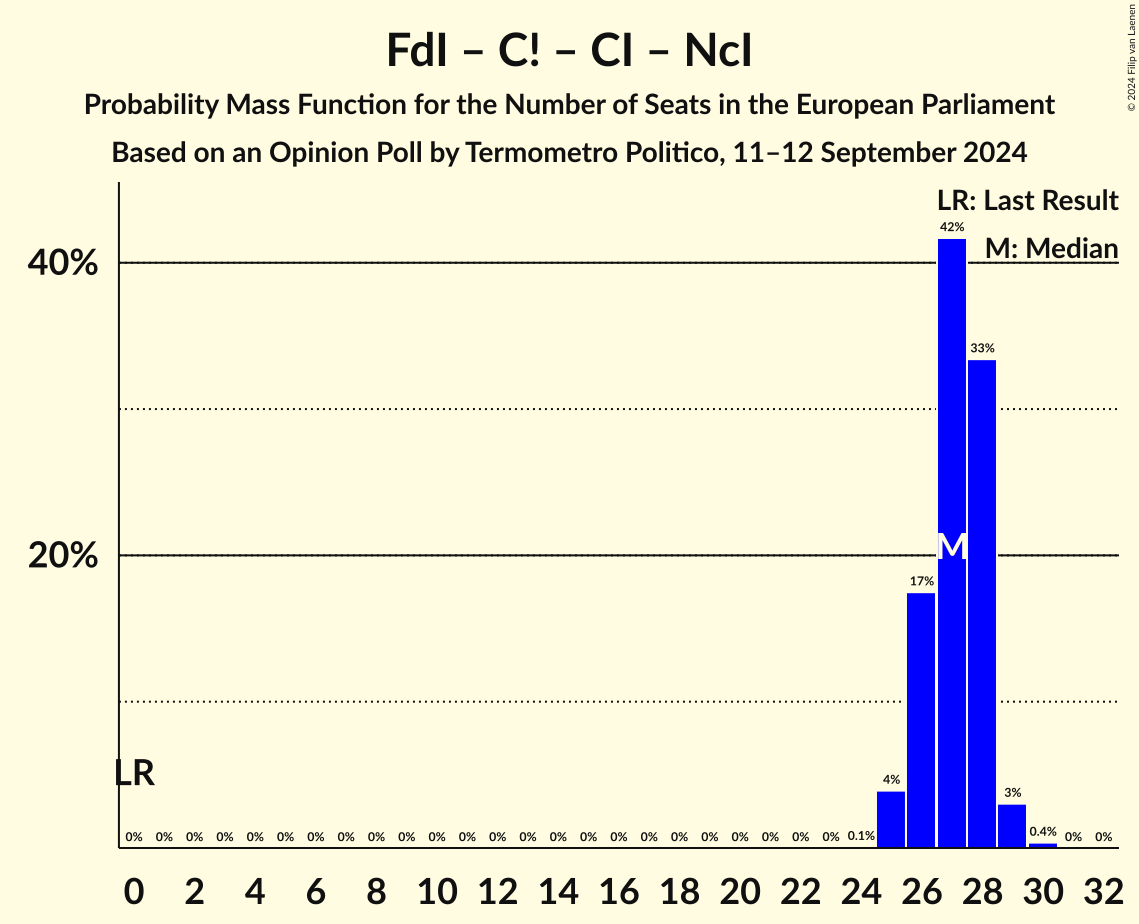 FdI – C! – CI – NcI
Probability Mass Function for the Number of Seats in the European Parliament
Based on an Opinion Poll by Termometro Politico, 11–12 September 2024
© 2024 Filip van Laenen
LR: Last Result
M: Median
40%
20%
42%
33%
M
17%
LR
4%
3%
0% 0% 0% 0% 0% 0% 0% 0% 0% 0% 0% 0% 0% 0% 0% 0% 0% 0% 0% 0% 0% 0% 0% 0% 0.1% 0.4% 0% 0%
0 2 4 6 8 10 12 14 16 18 20 22 24 26 28 30 32